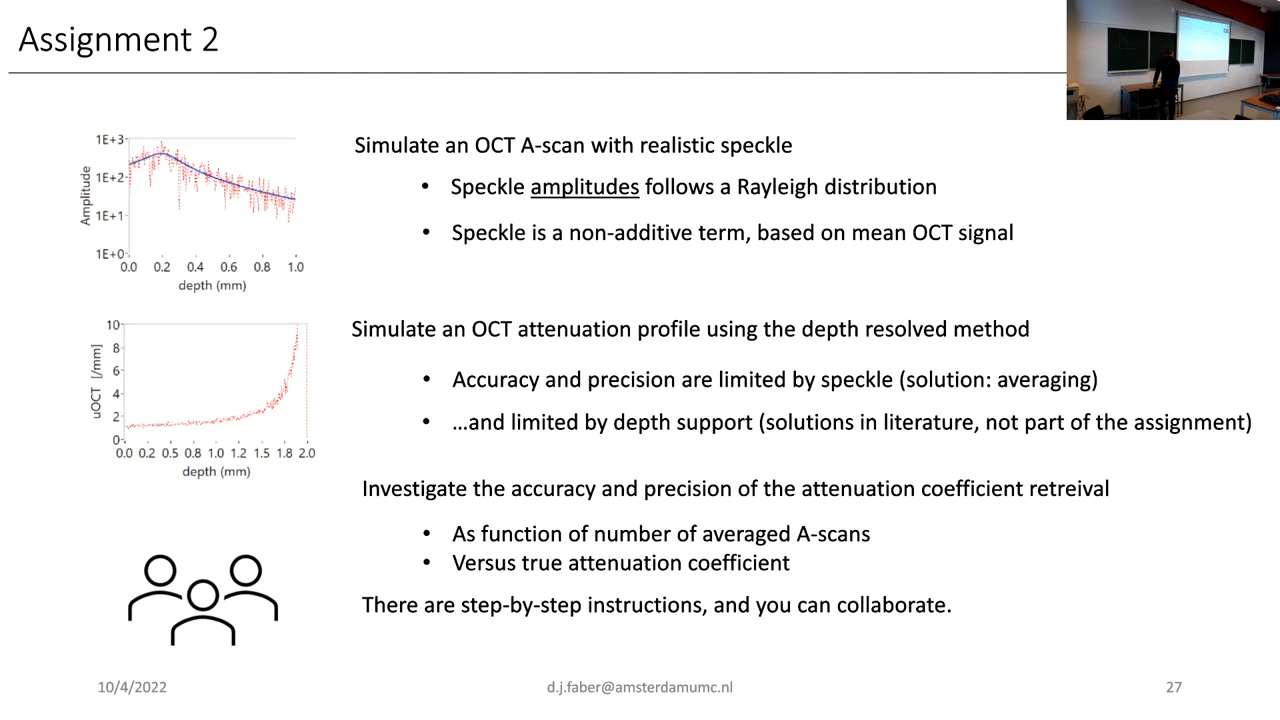 Assignment 2
1E+3
1E+2
1E+1
1E+0
Amplitude
0.0 0.2 0.4 0.6 0.8 1.0
depth (mm)
Simulate an OCT A-scan with realistic speckle
• Speckle amplitudes follows a Rayleigh distribution
• Speckle is a non-additive term, based on mean OCT signal
10
8
6
4
2
0
uOCT [/mm]
0.0 0.2 0.5 0.8 1.0 1.2 1.5 1.8 2.0
depth (mm)
Simulate an OCT attenuation profile using the depth resolved method
• Accuracy and precision are limited by speckle (solution: averaging)
• …and limited by depth support (solutions in literature, not part of the assignment)
Investigate the accuracy and precision of the attenuation coefficient retreival
• As function of number of averaged A-scans
• Versus true attenuation coefficient
There are step-by-step instructions, and you can collaborate.
10/4/2022
d.j.faber@amsterdamumc.nl
27